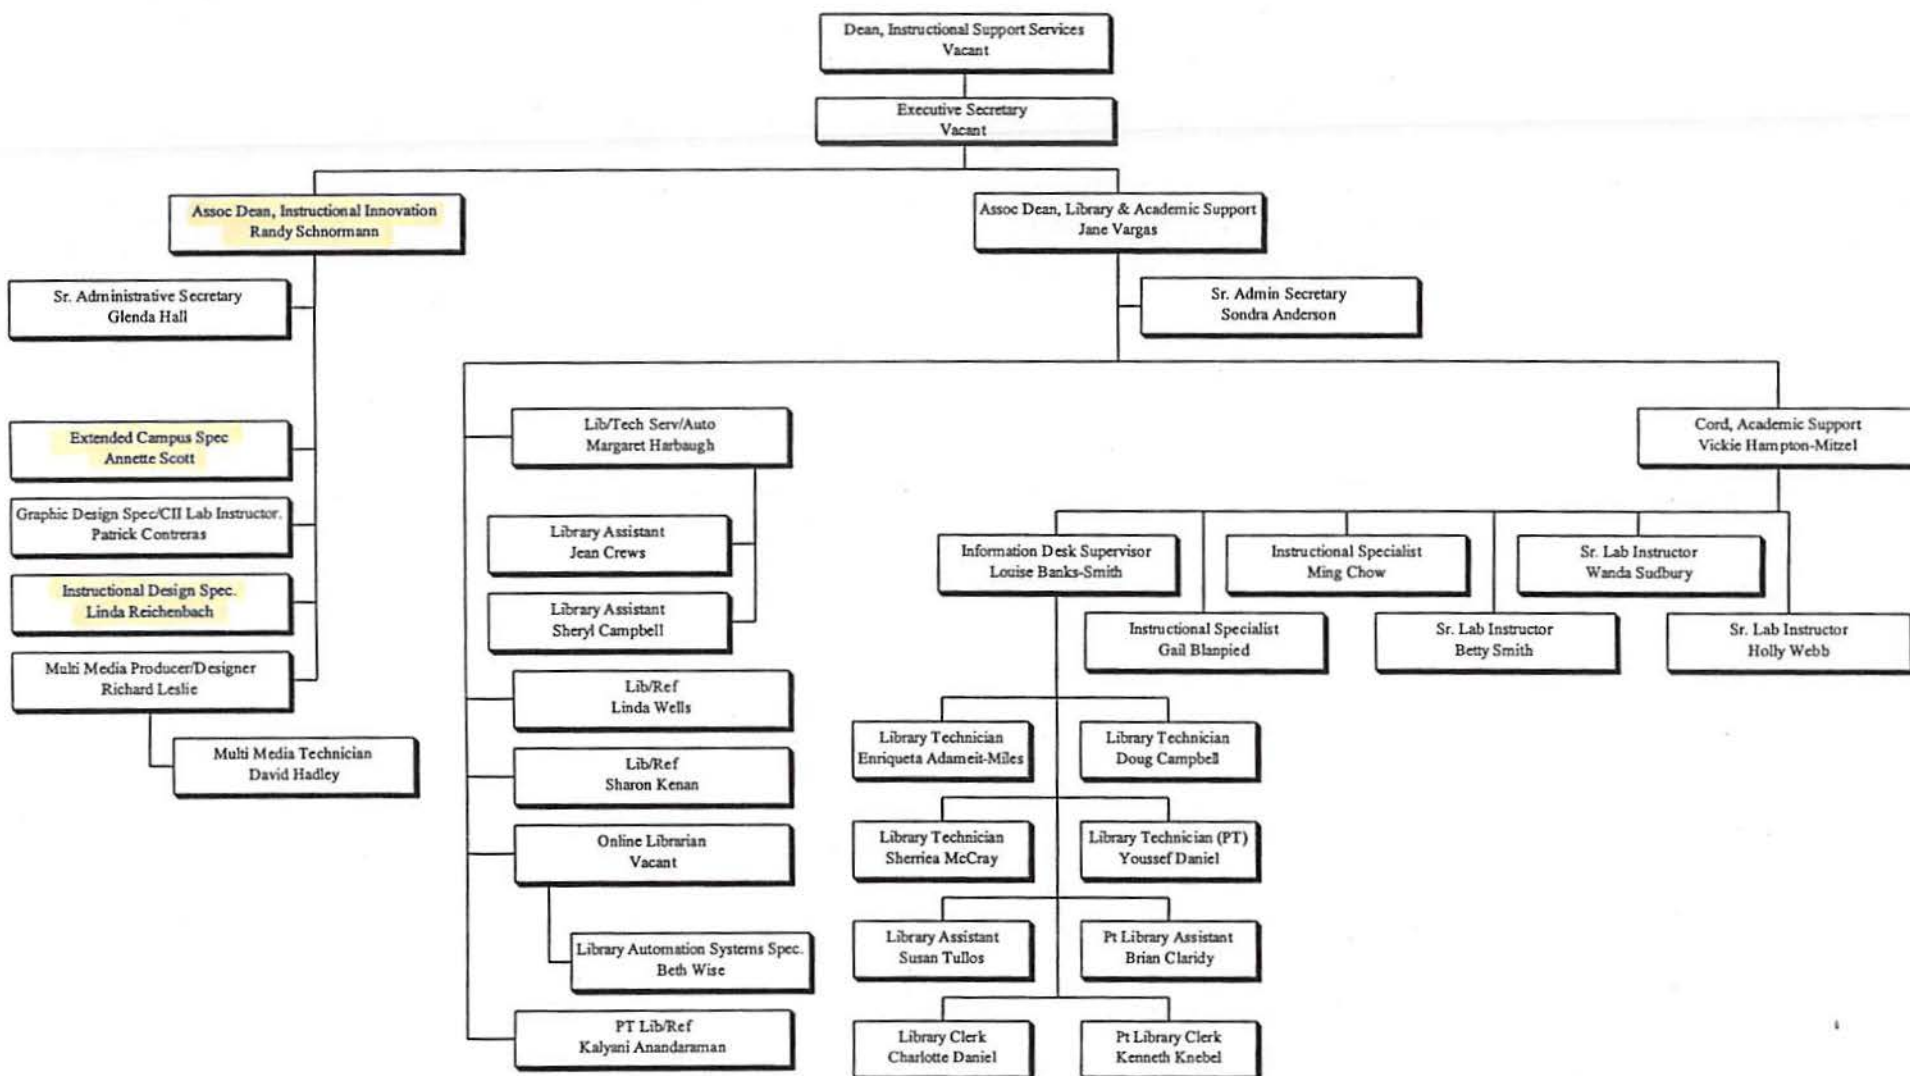 Dean, Instructional Support Services
Vacant
Executive Secretary
Vacant
Assoc Dean, Instructional Innovation
Randy Schnormann
Assoc Dean, Library & Academic Support
Jane Vargas
Sr. Administrative Secretary
Glenda Hall
Sr. Admin Secretary
Sondra Anderson
Extended Campus Spec
Annette Scott
Graphic Design Spec/CII Lab Instructor.
Patrick Contreras
Instructional Design Spec.
Linda Reichenbach
Multi Media Producer/Designer
Richard Leslie
Multi Media Technician
David Hadley
Lib/Tech Serv/Auto
Margaret Harbaugh
Library Assistant
Jean Crews
Library Assistant
Sheryl Campbell
Lib/Ref
Linda Wells
Lib/Ref
Sharon Kenan
Online Librarian
Vacant
Library Automation Systems Spec.
Beth Wise
PT Lib/Ref
Kalyani Anandaraman
Cord, Academic Support
Vickie Hampton-Mitzel
Information Desk Supervisor
Louise Banks-Smith
Instructional Specialist
Ming Chow
Sr. Lab Instructor
Wanda Sudbury
Instructional Specialist
Gail Blanpied
Sr. Lab Instructor
Betty Smith
Sr. Lab Instructor
Holly Webb
Library Technician
Enriqueta Adameit-Miles
Library Technician
Doug Campbell
Library Technician
Sherriea McCray
Library Technician (PT)
Youssef Daniel
Library Assistant
Susan Tullos
Pt Library Assistant
Brian Claridy
Library Clerk
Charlotte Daniel
Pt Library Clerk
Kenneth Knebel